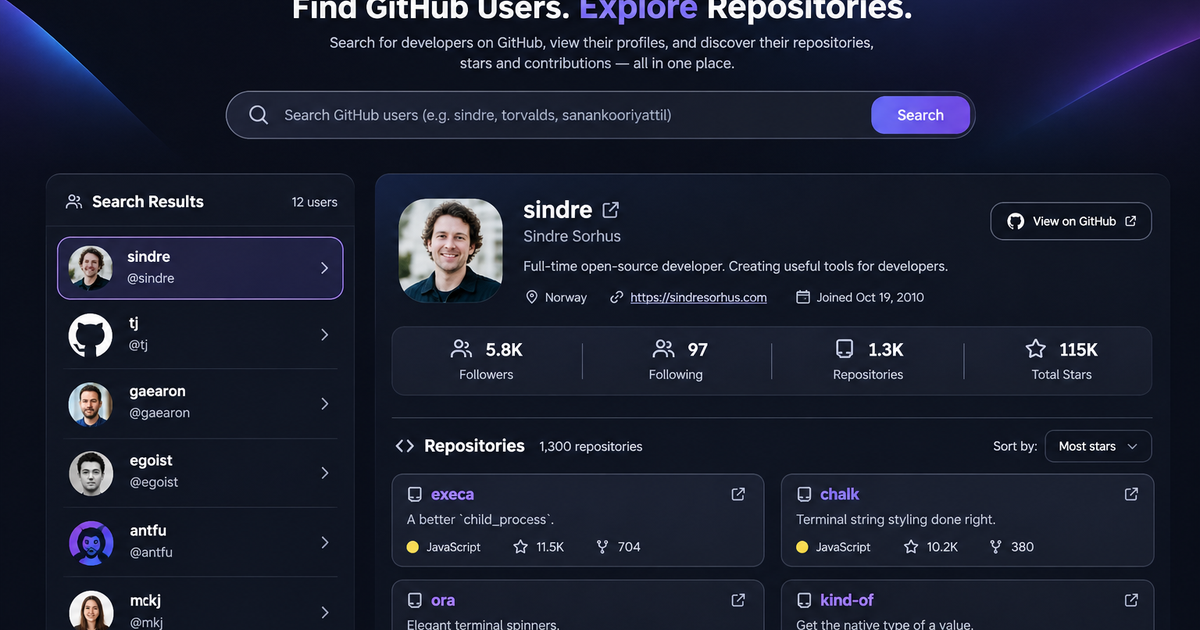 Find GitHub Users. Explore Repositories.
Search for developers on GitHub, view their profiles, and discover their repositories,
stars and contributions — all in one place.
Search GitHub users (e.g. sindre, torvalds, sanankooriyattil)
Search
Search Results
12 users
sindre
@sindre
tj
@tj
gaearon
@gaearon
egoist
@egoist
antfu
@antfu
mckj
@mkj
sindre
Sindre Sorhus
View on GitHub
Full-time open-source developer. Creating useful tools for developers.
Norway
https://sindresorhus.com
Joined Oct 19, 2010
5.8K
Followers
97
Following
1.3K
Repositories
115K
Total Stars
Repositories
1,300 repositories
Sort by:
Most stars
execa
A better `child_process`.
JavaScript
11.5K
704
chalk
Terminal string styling done right.
JavaScript
10.2K
380
ora
Elegant terminal spinners.
kind-of
Get the native type of a value.